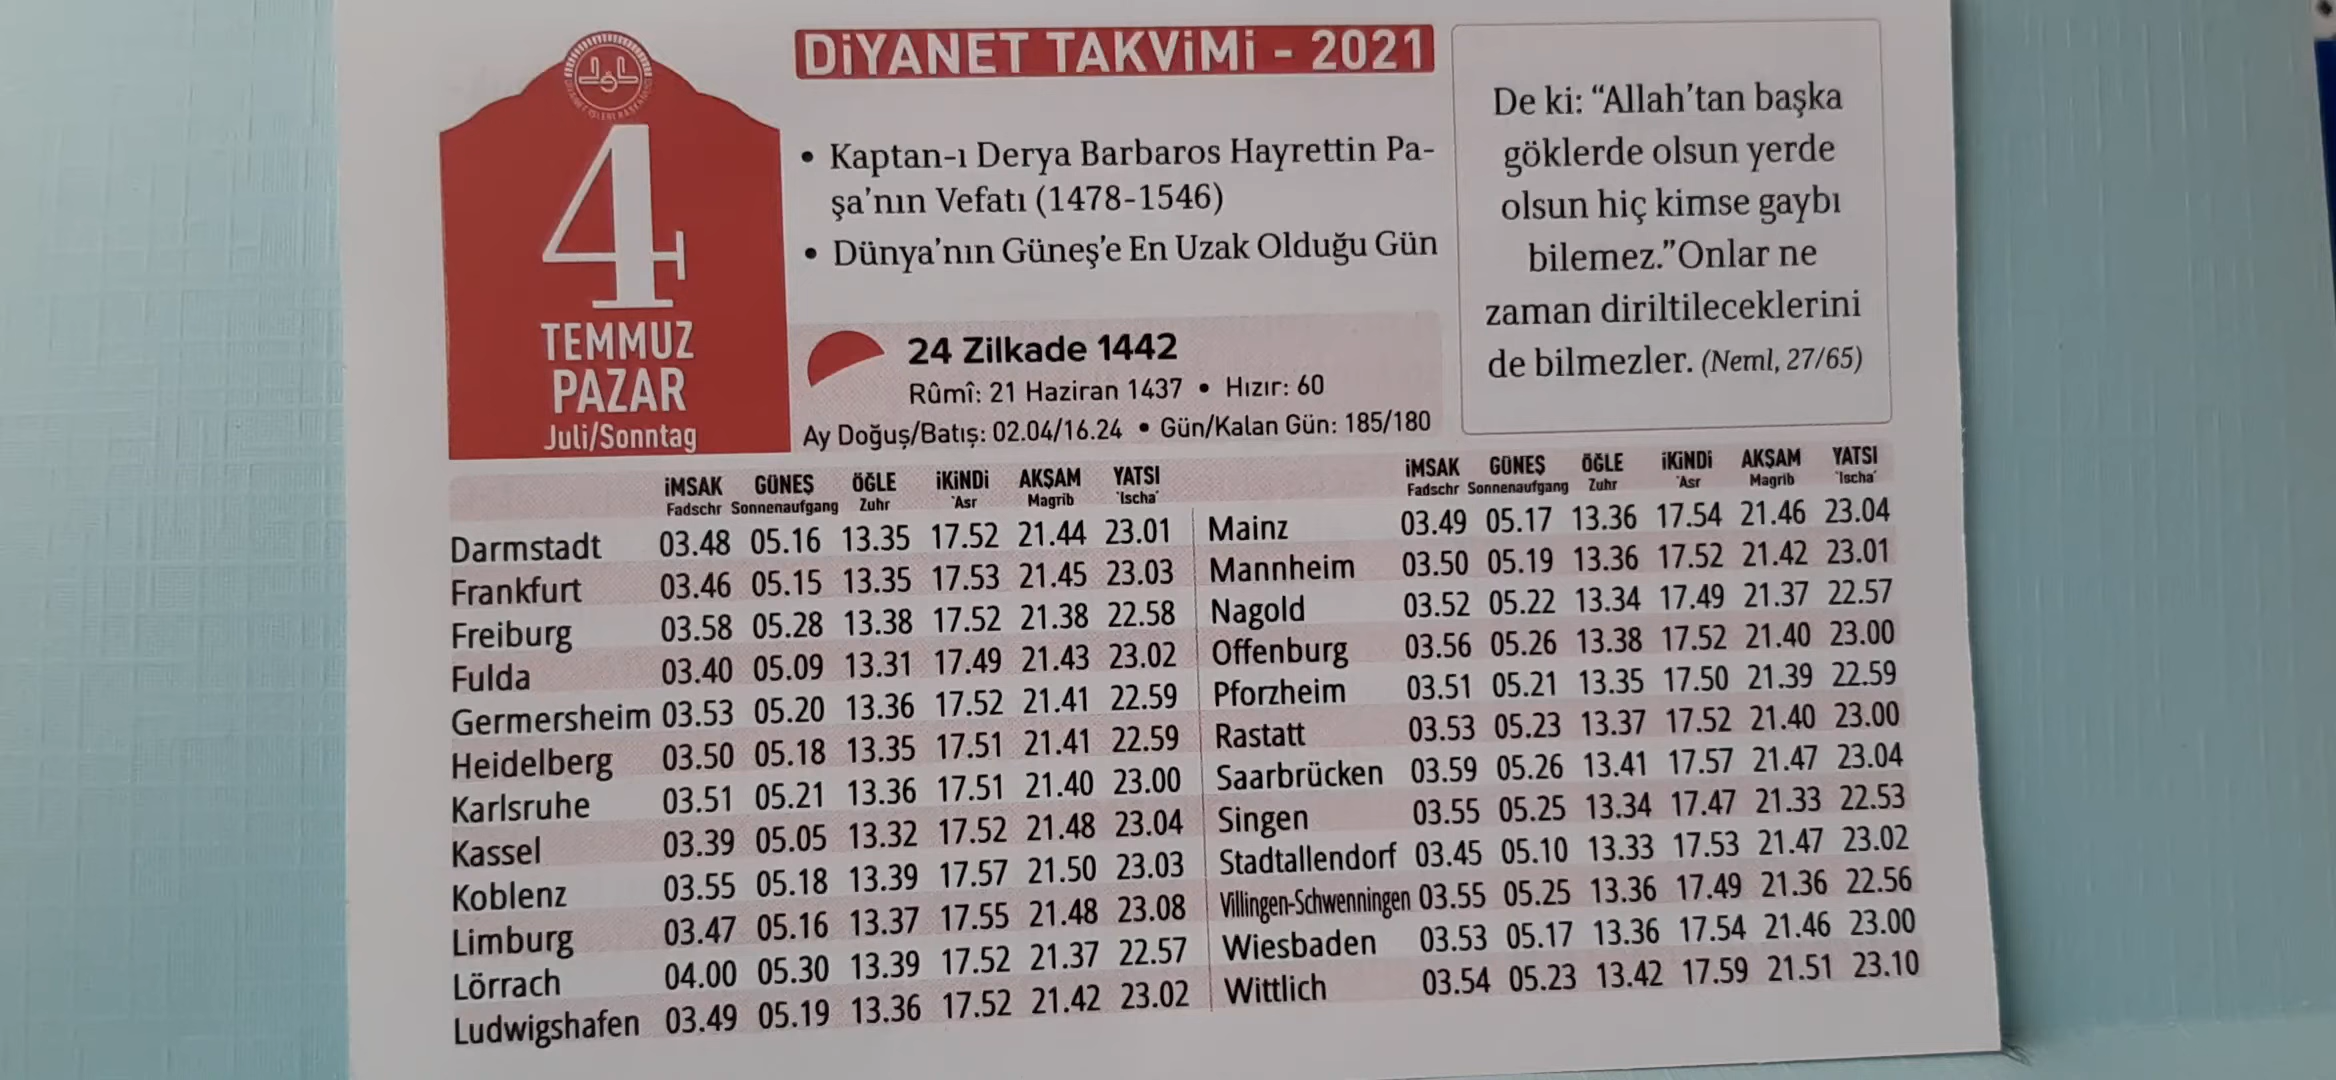 DİYANET TAKVİMİ - 2021
4
TEMMUZ
PAZAR
Juli/Sonntag
• Kaptan-ı Derya Barbaros Hayrettin Pa-
şa'nın Vefatı (1478-1546)
• Dünya'nın Güneş'e En Uzak Olduğu Gün
24 Zilkade 1442
Rûmî: 21 Haziran 1437 • Hızır: 60
Ay Doğuş/Batış: 02.04/16.24 • Gün/Kalan Gün: 185/180
De ki: “Allah'tan başka
göklerde olsun yerde
olsun hiç kimse gaybı
bilemez.”Onlar ne
zaman diriltileceklerini
de bilmezler. (Neml, 27/65)
İMSAK GÜNEŞ ÖĞLE İKİNDİ AKŞAM YATSI
Fadschr Sonnenaufgang Zuhr 'Asr Magrib 'Ischa'
Darmstadt 03.48 05.16 13.35 17.52 21.44 23.01
Frankfurt 03.46 05.15 13.35 17.53 21.45 23.03
Freiburg 03.58 05.28 13.38 17.52 21.38 22.58
Fulda 03.40 05.09 13.31 17.49 21.43 23.02
Germersheim 03.53 05.20 13.36 17.52 21.41 22.59
Heidelberg 03.50 05.18 13.35 17.51 21.41 22.59
Karlsruhe 03.51 05.21 13.36 17.51 21.40 23.00
Kassel 03.39 05.05 13.32 17.52 21.48 23.04
Koblenz 03.55 05.18 13.39 17.57 21.50 23.03
Limburg 03.47 05.16 13.37 17.55 21.48 23.08
Lörrach 04.00 05.30 13.39 17.52 21.37 22.57
Ludwigshafen 03.49 05.19 13.36 17.52 21.42 23.02
İMSAK GÜNEŞ ÖĞLE İKİNDİ AKŞAM YATSI
Fadschr Sonnenaufgang Zuhr 'Asr Magrib 'Ischa'
Mainz 03.49 05.17 13.36 17.54 21.46 23.04
Mannheim 03.50 05.19 13.36 17.52 21.42 23.01
Nagold 03.52 05.22 13.34 17.49 21.37 22.57
Offenburg 03.56 05.26 13.38 17.52 21.40 23.00
Pforzheim 03.51 05.21 13.35 17.50 21.39 22.59
Rastatt 03.53 05.23 13.37 17.52 21.40 23.00
Saarbrücken 03.59 05.26 13.41 17.57 21.47 23.04
Singen 03.55 05.25 13.34 17.47 21.33 22.53
Stadtallendorf 03.45 05.10 13.33 17.53 21.47 23.02
Villingen-Schwenningen 03.55 05.25 13.36 17.49 21.36 22.56
Wiesbaden 03.53 05.17 13.36 17.54 21.46 23.00
Wittlich 03.54 05.23 13.42 17.59 21.51 23.10